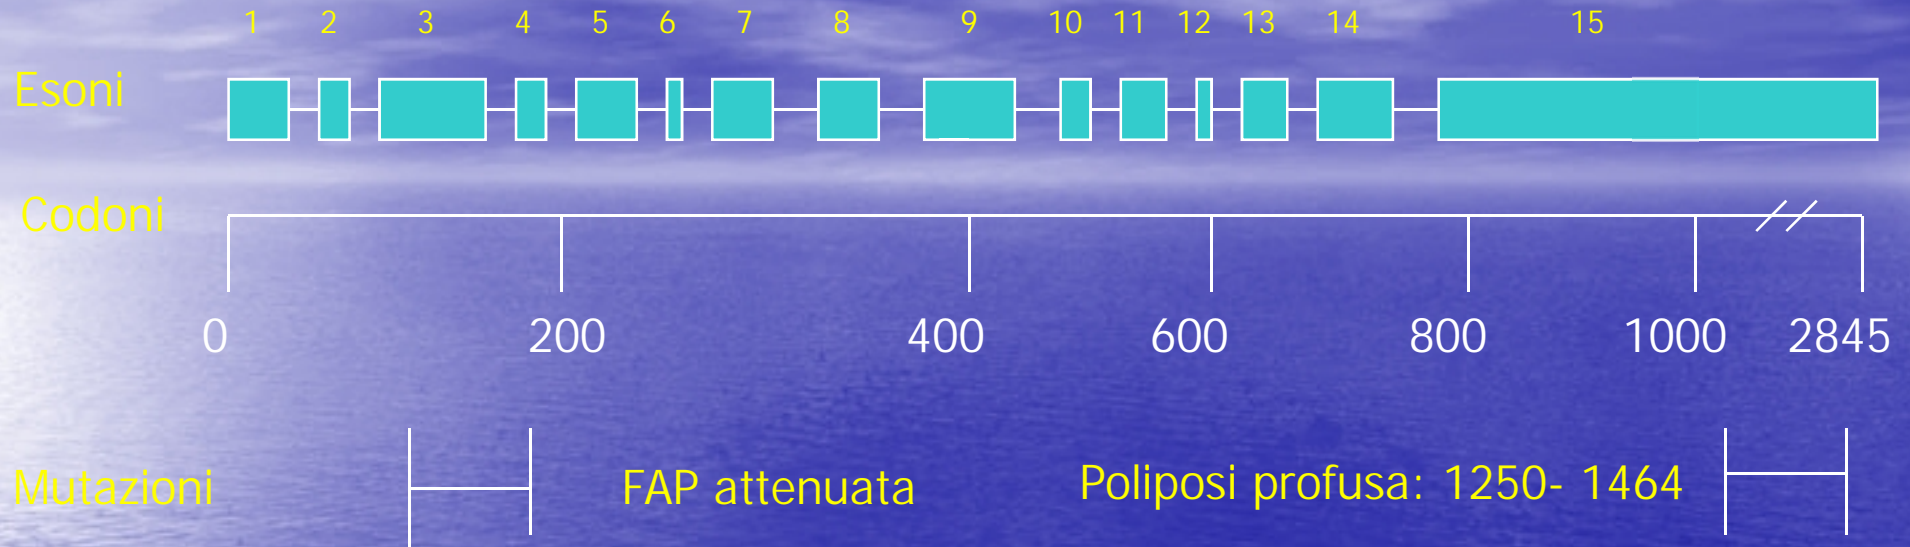 1 2 3 4 5 6 7 8 9 10 11 12 13 14 15
Esoni
Codoni
0 200 400 600 800 1000 2845
Mutazioni FAP attenuata Poliposi profusa: 1250- 1464